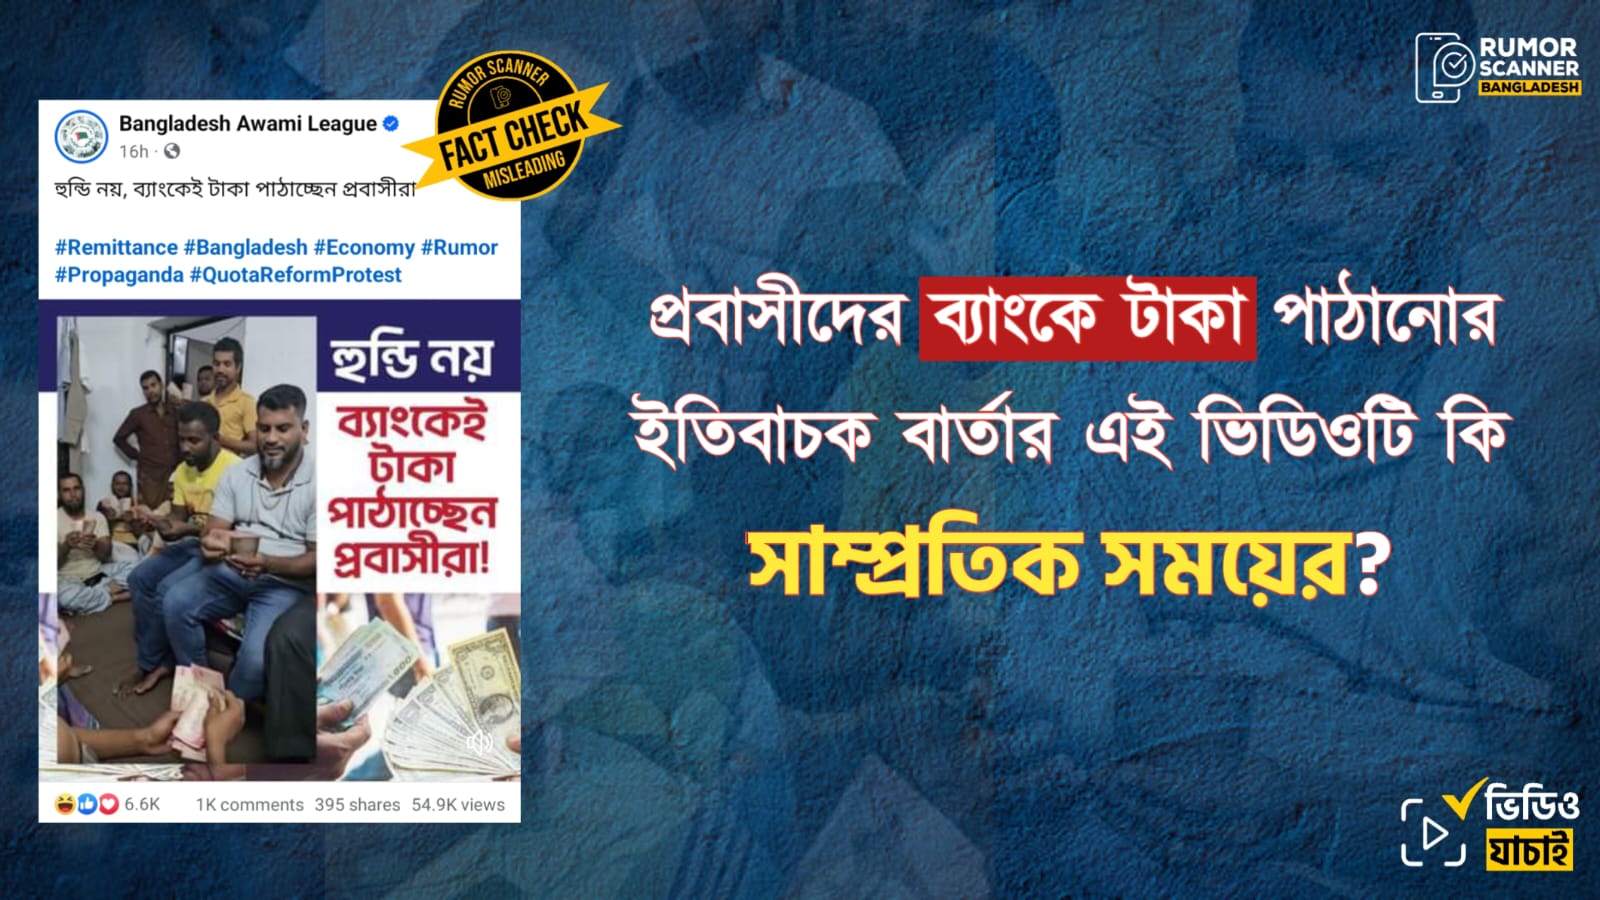 Bangladesh Awami League
16h
হুন্ডি নয়, ব্যাংকেই টাকা পাঠাচ্ছেন প্রবাসীরা
#Remittance #Bangladesh #Economy #Rumor
#Propaganda #QuotaReformProtest
হুন্ডি নয়
ব্যাংকেই
টাকা
পাঠাচ্ছেন
প্রবাসীরা!
6.6K 1K comments 395 shares 54.9K views
RUMOR SCANNER
FACT CHECK
MISLEADING
প্রবাসীদের ব্যাংকে টাকা পাঠানোর
ইতিবাচক বার্তার এই ভিডিওটি কি
সাম্প্রতিক সময়ের?
RUMOR
SCANNER
BANGLADESH
ভিডিও
যাচাই